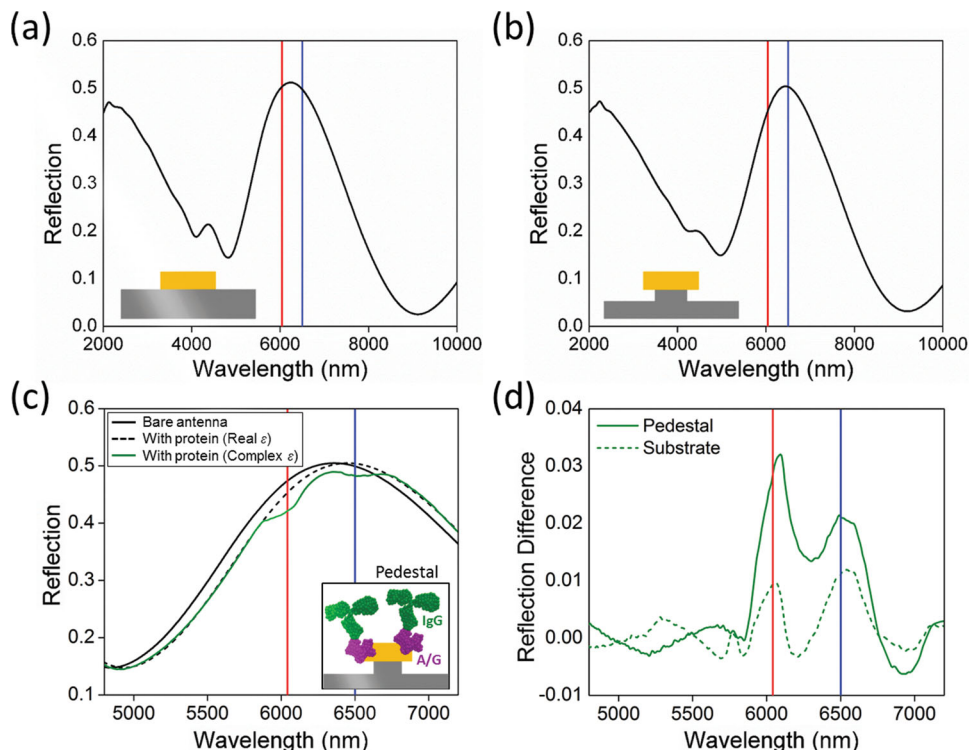 (a)
0.6
0.5
0.4
0.3
0.2
0.1
0.0
Reflection
2000 4000 6000 8000 10000
Wavelength (nm)
(b)
0.6
0.5
0.4
0.3
0.2
0.1
0.0
Reflection
2000 4000 6000 8000 10000
Wavelength (nm)
(c)
0.6
0.5
0.4
0.3
0.2
0.1
Reflection
Bare antenna
With protein (Real ε)
With protein (Complex ε)
Pedestal
IgG
A/G
5000 5500 6000 6500 7000
Wavelength (nm)
(d)
0.04
0.03
0.02
0.01
0.00
-0.01
Reflection Difference
Pedestal
Substrate
5000 5500 6000 6500 7000
Wavelength (nm)